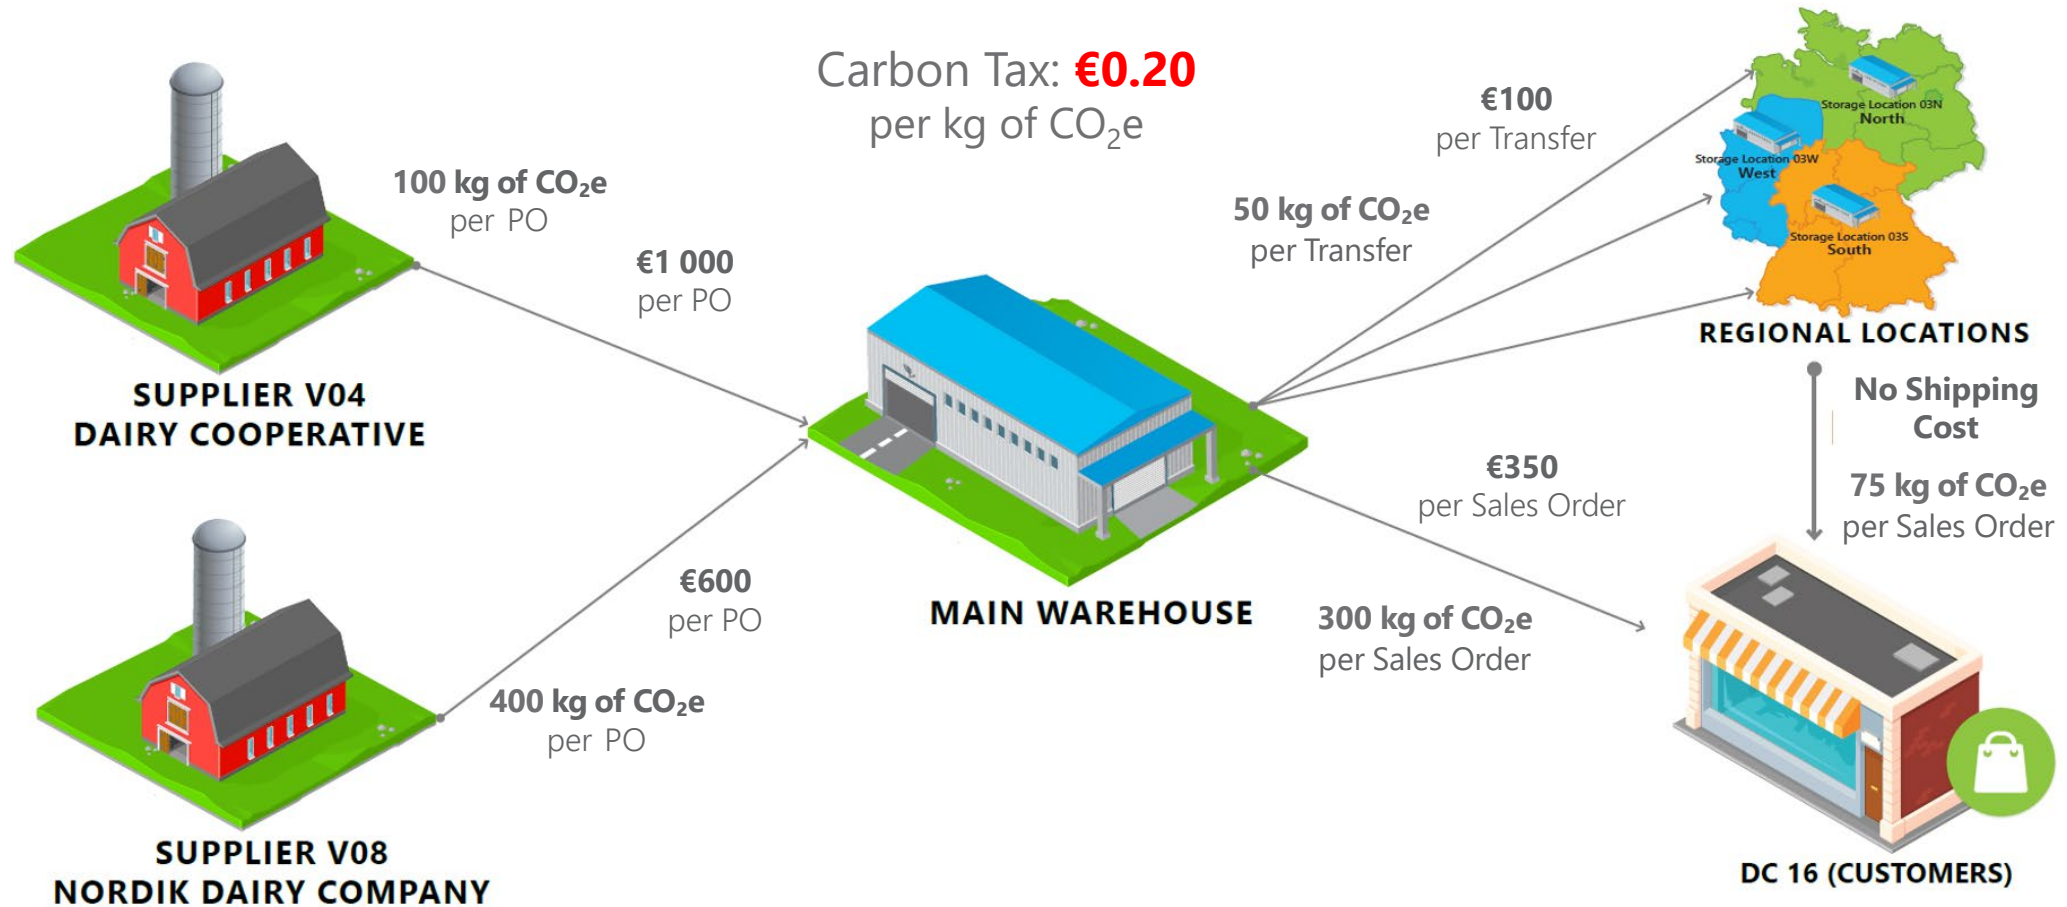 Carbon Tax: €0.20
per kg of CO₂e
100 kg of CO₂e
per PO
€1 000
per PO
SUPPLIER V04
DAIRY COOPERATIVE
€600
per PO
400 kg of CO₂e
per PO
SUPPLIER V08
NORDIK DAIRY COMPANY
MAIN WAREHOUSE
€100
per Transfer
50 kg of CO₂e
per Transfer
€350
per Sales Order
300 kg of CO₂e
per Sales Order
Storage Location 03N
North
Storage Location 03W
West
Storage Location 03S
South
REGIONAL LOCATIONS
No Shipping
Cost
75 kg of CO₂e
per Sales Order
DC 16 (CUSTOMERS)